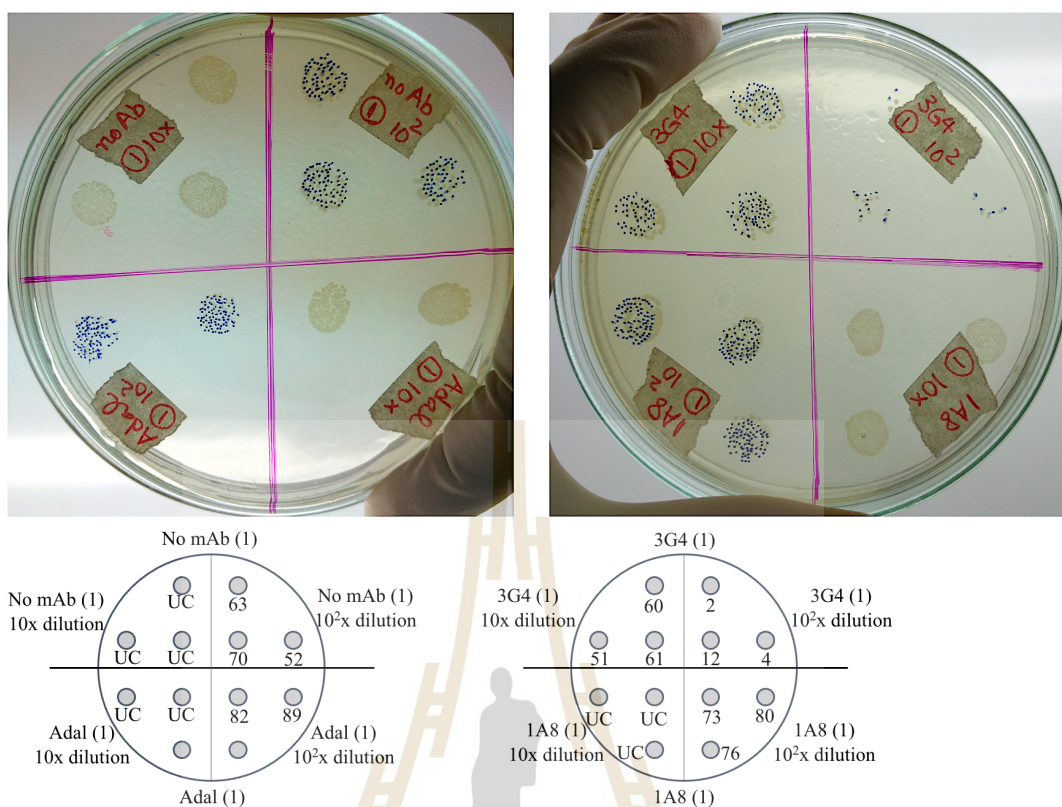 noAb
① 10x
noAb
① 10²
Adal
① 10²
Adal
① 10x
3G4
① 10x
3G4
① 10²
1A8
① 10²
1A8
① 10x
No mAb (1)
No mAb (1)
10x dilution
No mAb (1)
10²x dilution
UC
63
UC
UC
70
52
UC
UC
82
89
Adal (1)
10x dilution
Adal (1)
10²x dilution
Adal (1)
3G4 (1)
3G4 (1)
10x dilution
3G4 (1)
10²x dilution
60
2
51
61
12
4
UC
UC
73
80
1A8 (1)
10x dilution
1A8 (1)
10²x dilution
UC
76
1A8 (1)